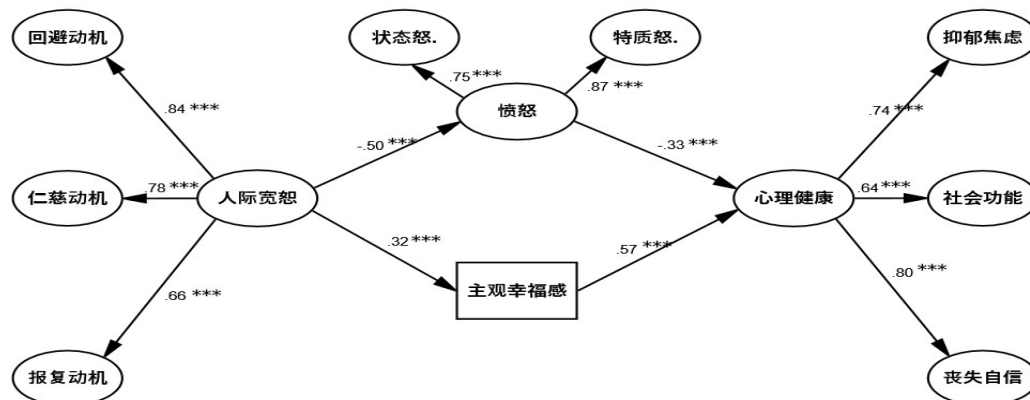 回避动机
状态怒.
特质怒.
抑郁焦虑
.75***
.87***
愤怒
.84***
.74***
-.50***
-.33***
仁慈动机
.78***
人际宽恕
心理健康
.64***
社会功能
.32***
.57***
主观幸福感
.66***
.80***
报复动机
丧失自信